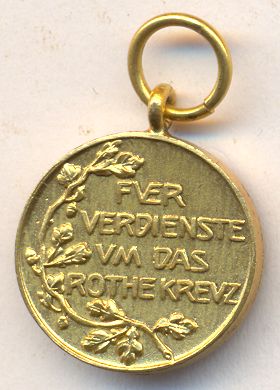 FVER
VERDIENSTE
VM DAS
ROTHE KREVZ